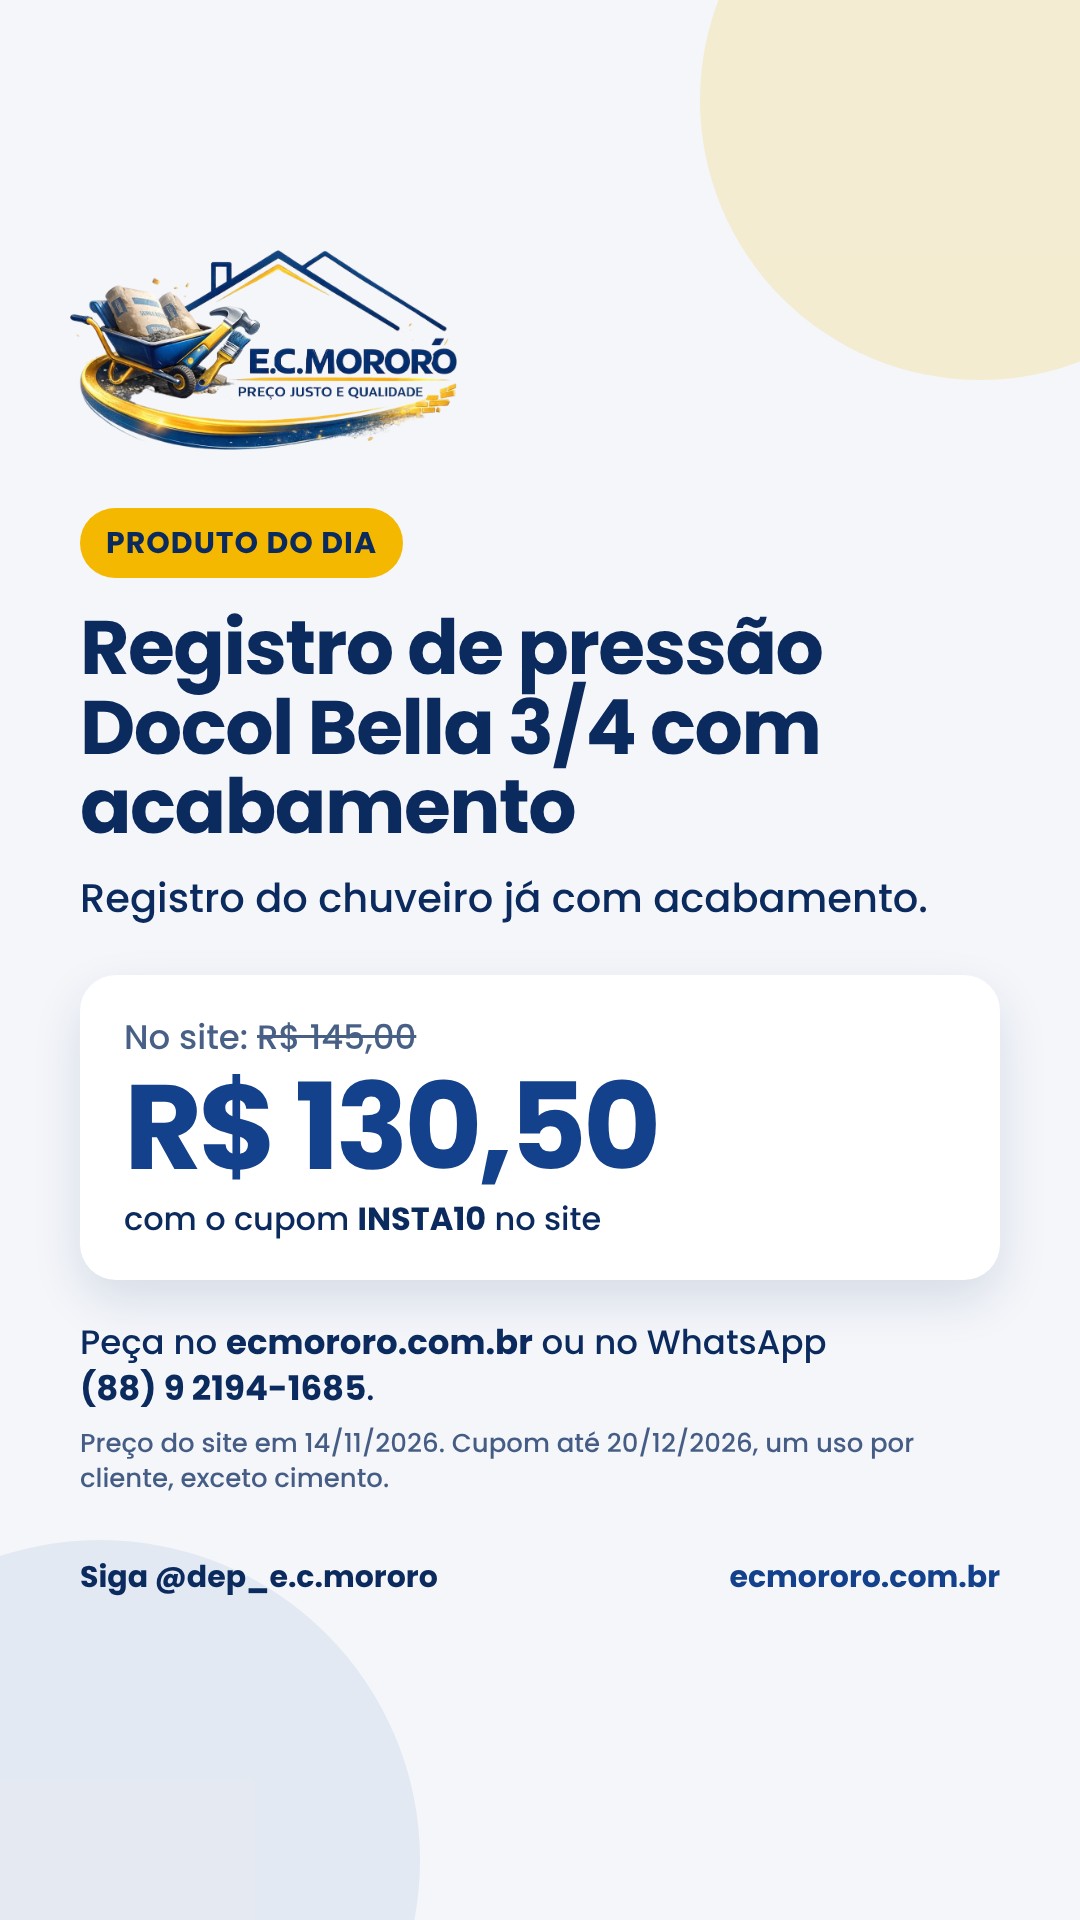 E.C.MORORÓ
PREÇO JUSTO E QUALIDADE
PRODUTO DO DIA
Registro de pressão
Docol Bella 3/4 com
acabamento
Registro do chuveiro já com acabamento.
No site: R$ 145,00
R$ 130,50
com o cupom INSTA10 no site
Peça no ecmororo.com.br ou no WhatsApp
(88) 9 2194-1685.
Preço do site em 14/11/2026. Cupom até 20/12/2026, um uso por
cliente, exceto cimento.
Siga @dep_e.c.mororo
ecmororo.com.br